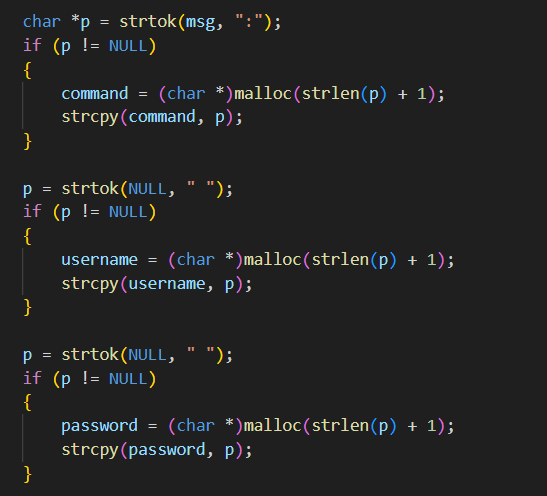 char *p = strtok(msg, ":");
if (p != NULL)
{
    command = (char *)malloc(strlen(p) + 1);
    strcpy(command, p);
}

p = strtok(NULL, " ");
if (p != NULL)
{
    username = (char *)malloc(strlen(p) + 1);
    strcpy(username, p);
}

p = strtok(NULL, " ");
if (p != NULL)
{
    password = (char *)malloc(strlen(p) + 1);
    strcpy(password, p);
}